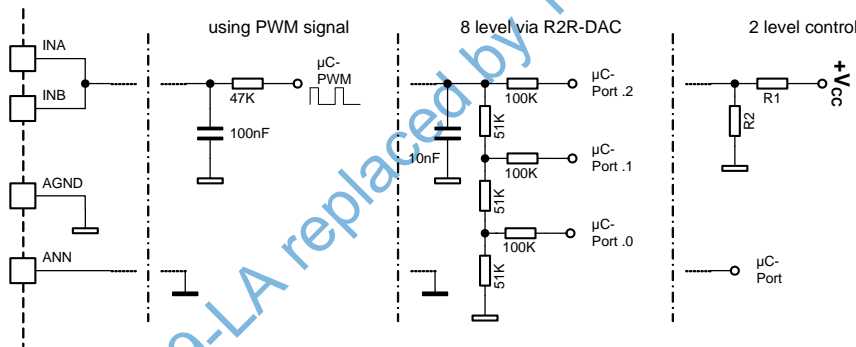 using PWM signal
8 level via R2R-DAC
2 level control
INA
INB
AGND
ANN
47K
µC-
PWM
100nF
10nF
100K
µC-
Port .2
51K
100K
µC-
Port .1
51K
100K
µC-
Port .0
51K
R1
R2
+VCC
µC-
Port
-LA replaced by